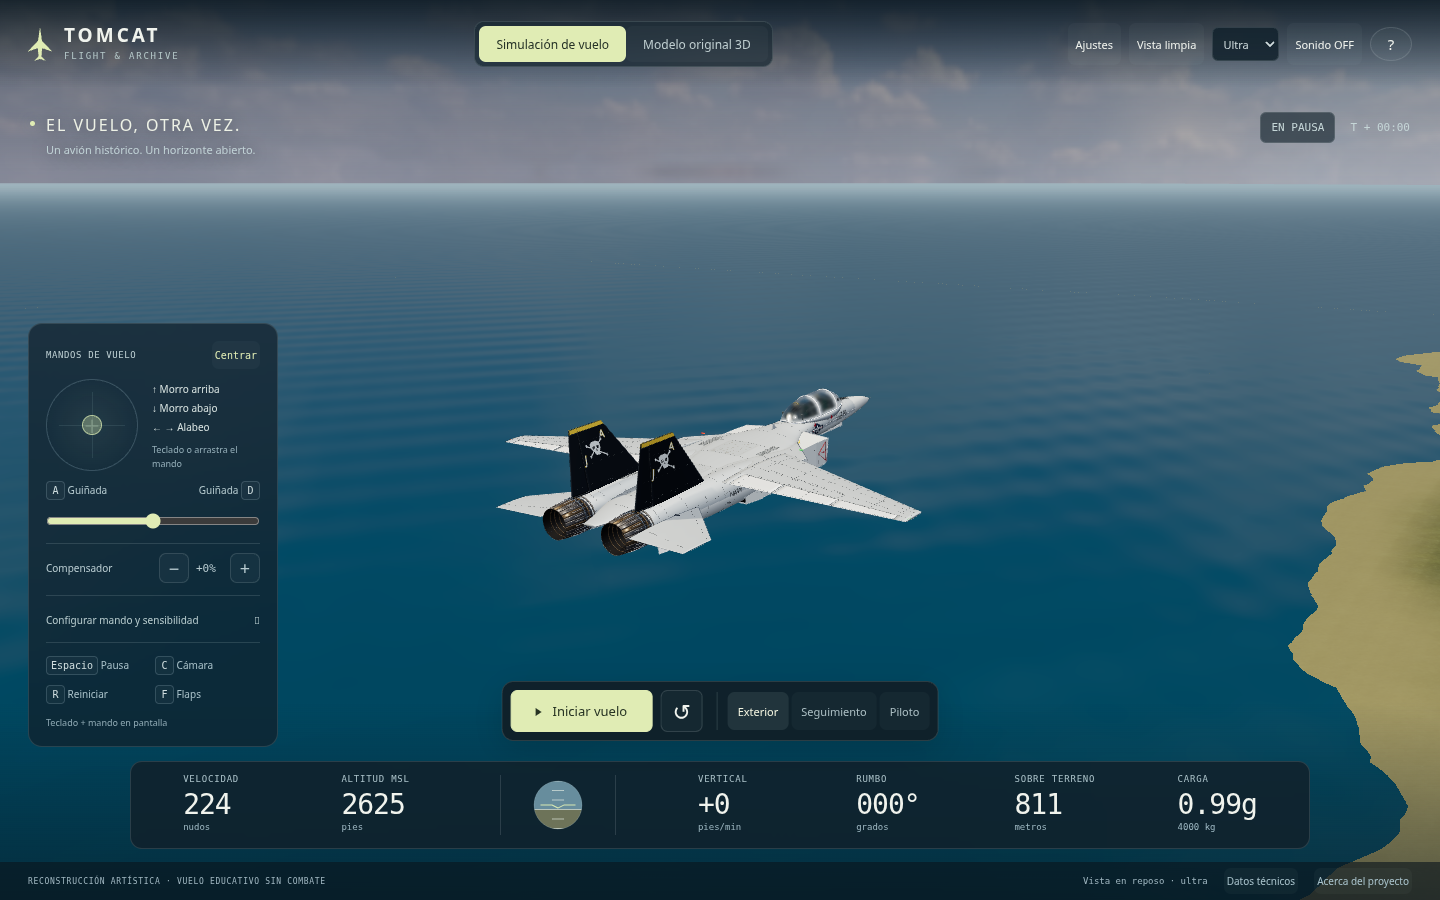 TOMCAT
FLIGHT & ARCHIVE
Simulación de vuelo
Modelo original 3D
Ajustes
Vista limpia
Ultra
Sonido OFF
?
EL VUELO, OTRA VEZ.
Un avión histórico. Un horizonte abierto.
EN PAUSA
T + 00:00
MANDOS DE VUELO
Centrar
↑ Morro arriba
↓ Morro abajo
← → Alabeo
Teclado o arrastra el
mando
A Guiñada
Guiñada D
Compensador
− +0% +
Configurar mando y sensibilidad
Espacio Pausa
C Cámara
R Reiniciar
F Flaps
Teclado + mando en pantalla
Iniciar vuelo
↺
Exterior
Seguimiento
Piloto
VELOCIDAD
224
nudos
ALTITUD MSL
2625
pies
VERTICAL
+0
pies/min
RUMBO
000°
grados
SOBRE TERRENO
811
metros
CARGA
0.99g
4000 kg
RECONSTRUCCIÓN ARTÍSTICA · VUELO EDUCATIVO SIN COMBATE
Vista en reposo · ultra
Datos técnicos
Acerca del proyecto